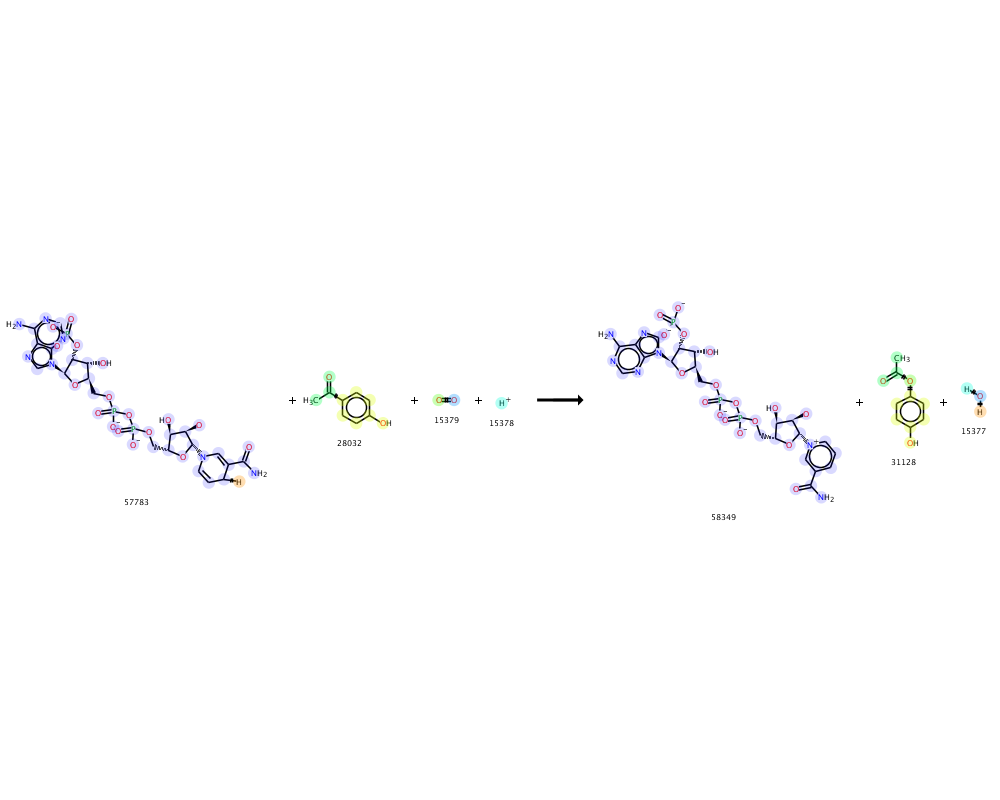 H₂N N N N N O O⁻ P O O⁻ O OH O O O P O⁻ O O P O⁻ O HO O O N O NH₂ H
57783
+
H₃C O OH
28032
+
O O
15379
+
H⁺
15378
H₂N N N N N O O⁻ P O⁻ O OH O O O P O⁻ O O P O⁻ O HO O O N⁺ O NH₂
58349
+
CH₃ O O OH
31128
+
H O H
15377